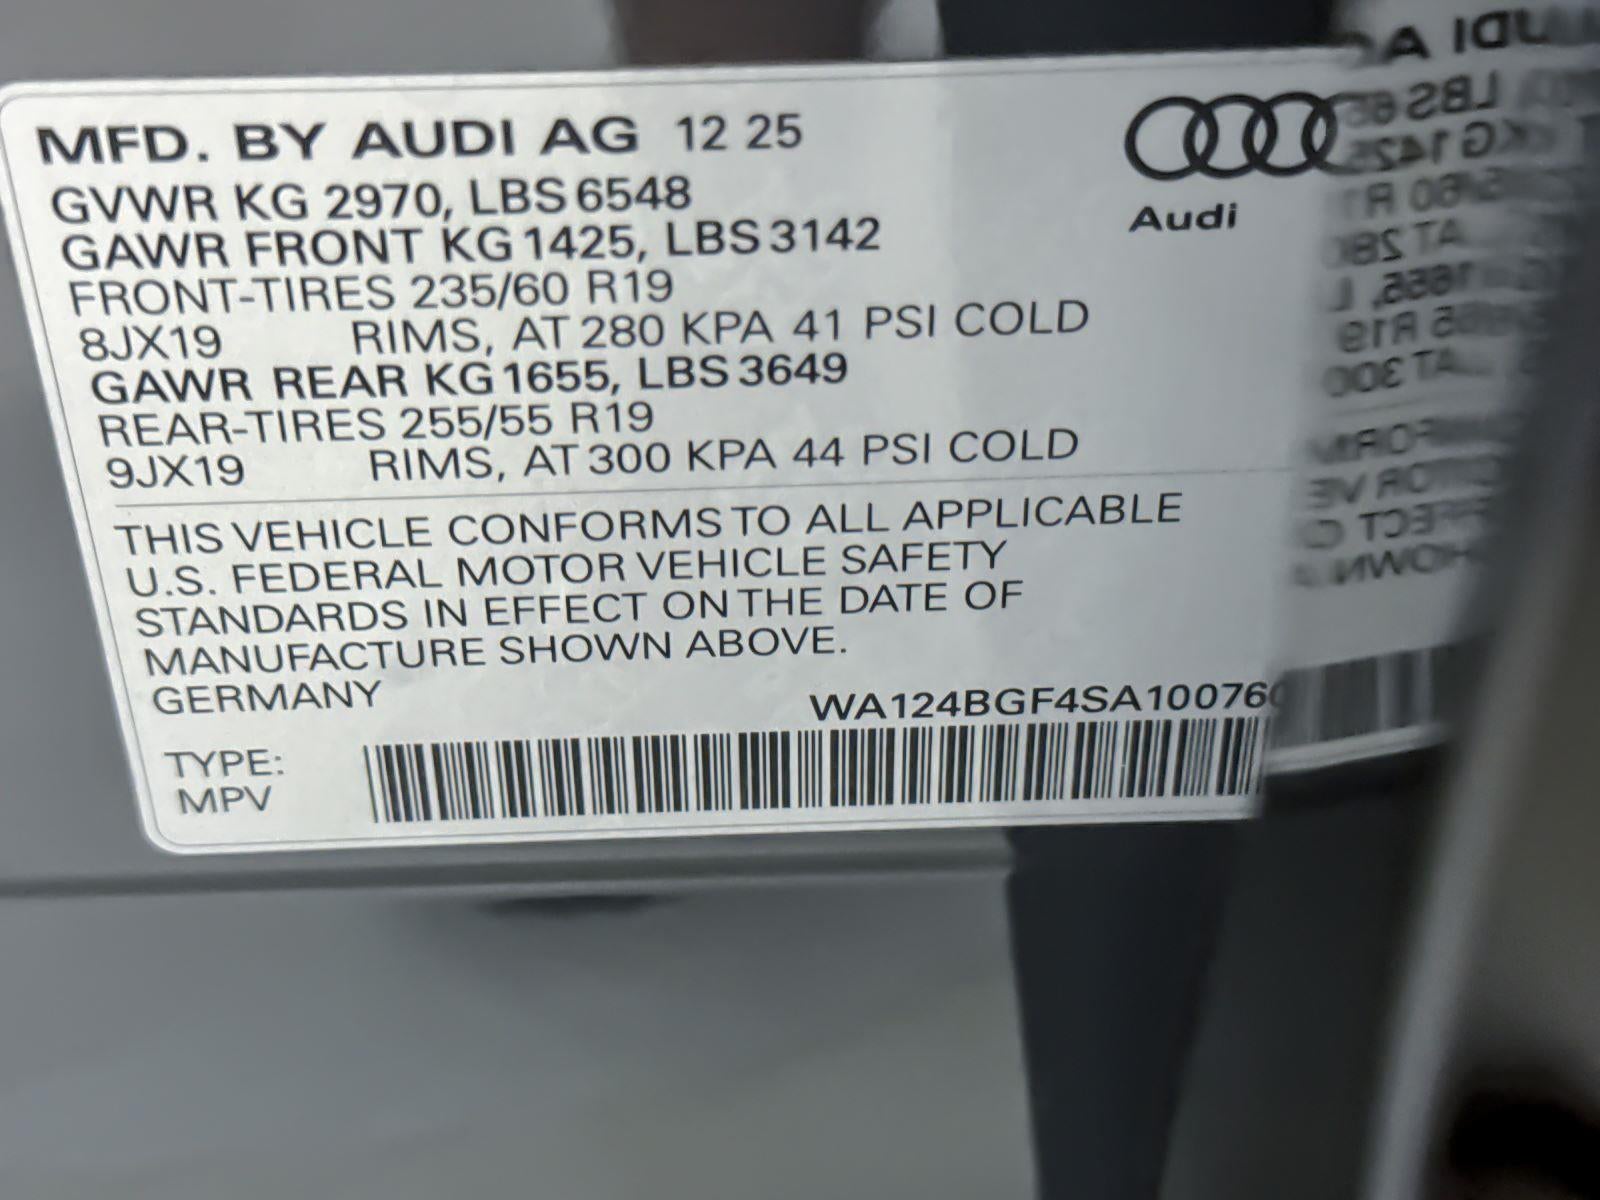 MFD. BY AUDI AG 12 25
GVWR KG 2970, LBS 6548
GAWR FRONT KG 1425, LBS 3142
FRONT-TIRES 235/60 R19
8JX19 RIMS, AT 280 KPA 41 PSI COLD
GAWR REAR KG 1655, LBS 3649
REAR-TIRES 255/55 R19
9JX19 RIMS, AT 300 KPA 44 PSI COLD
Audi
THIS VEHICLE CONFORMS TO ALL APPLICABLE
U.S. FEDERAL MOTOR VEHICLE SAFETY
STANDARDS IN EFFECT ON THE DATE OF
MANUFACTURE SHOWN ABOVE.
GERMANY
TYPE:
MPV